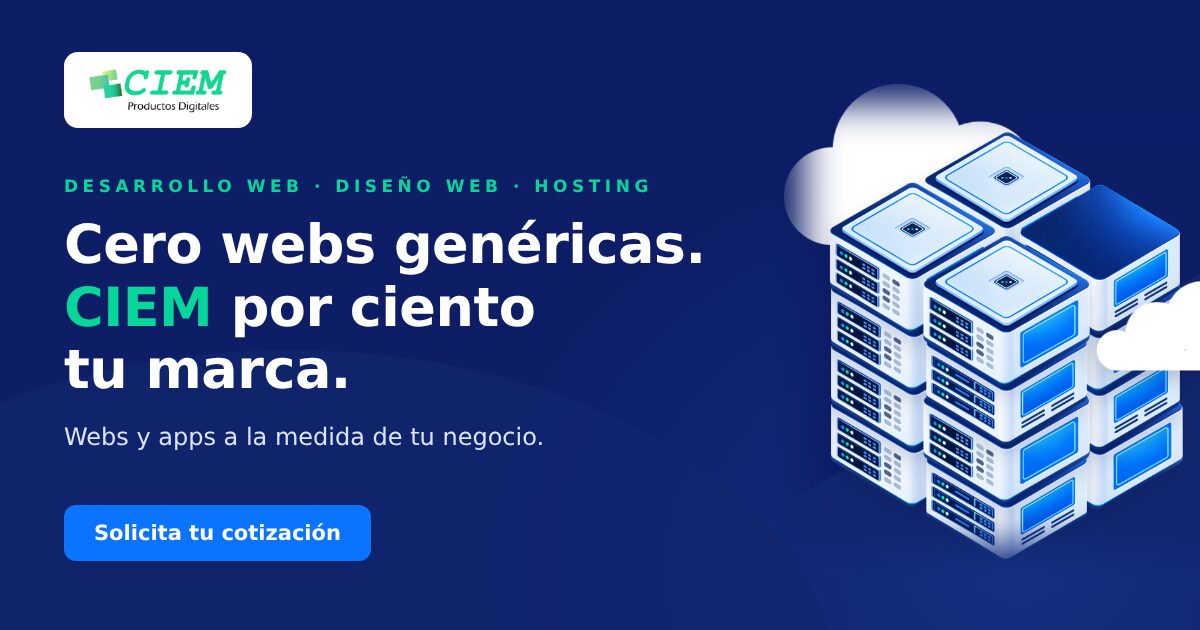 CIEM
Productos Digitales
DESARROLLO WEB · DISEÑO WEB · HOSTING
Cero webs genéricas.
CIEM por ciento
tu marca.
Webs y apps a la medida de tu negocio.
Solicita tu cotización